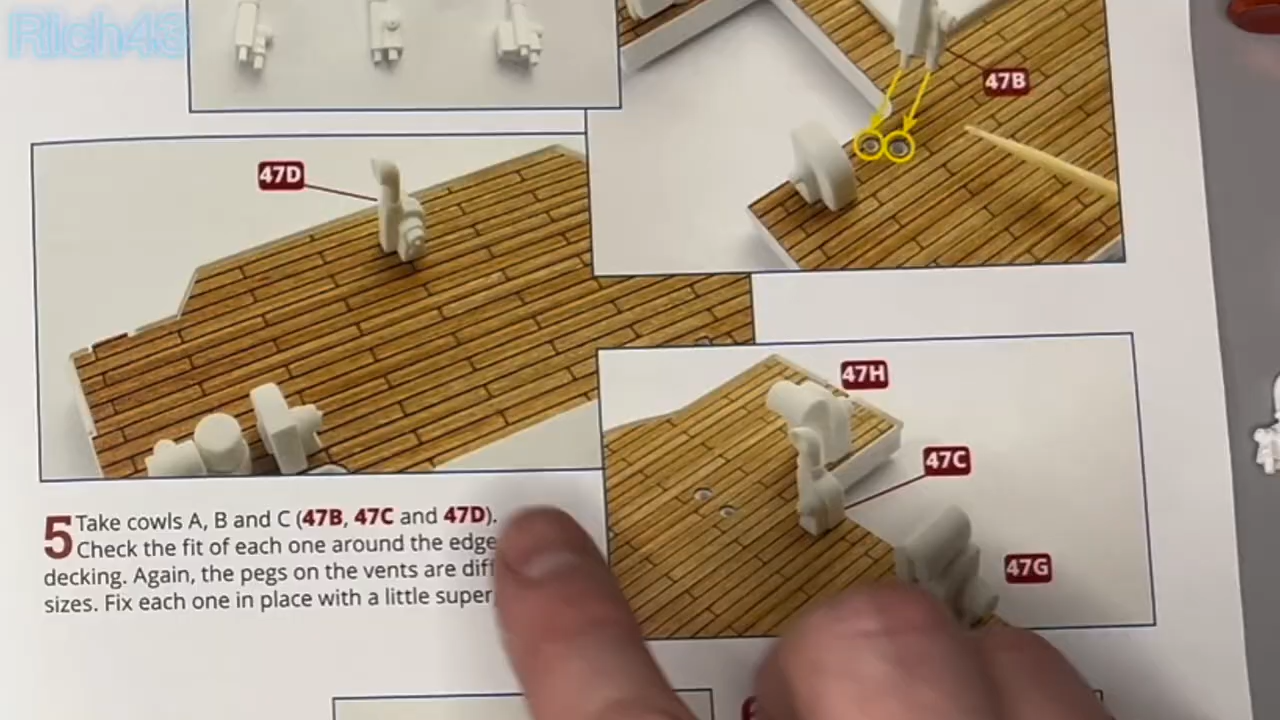 Rlich43
47B
47D
47H
47C
47G
5 Take cowls A, B and C (47B, 47C and 47D).
Check the fit of each one around the edge
decking. Again, the pegs on the vents are
sizes. Fix each one in place with a little super